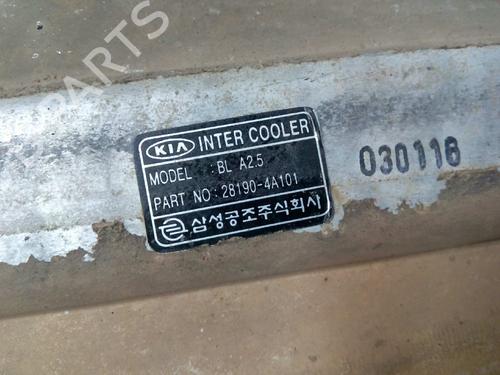 KIA INTER COOLER
MODEL : BL A2.5
PART NO : 28190-4A101
삼성공조주식회사
030116
B-PARTS